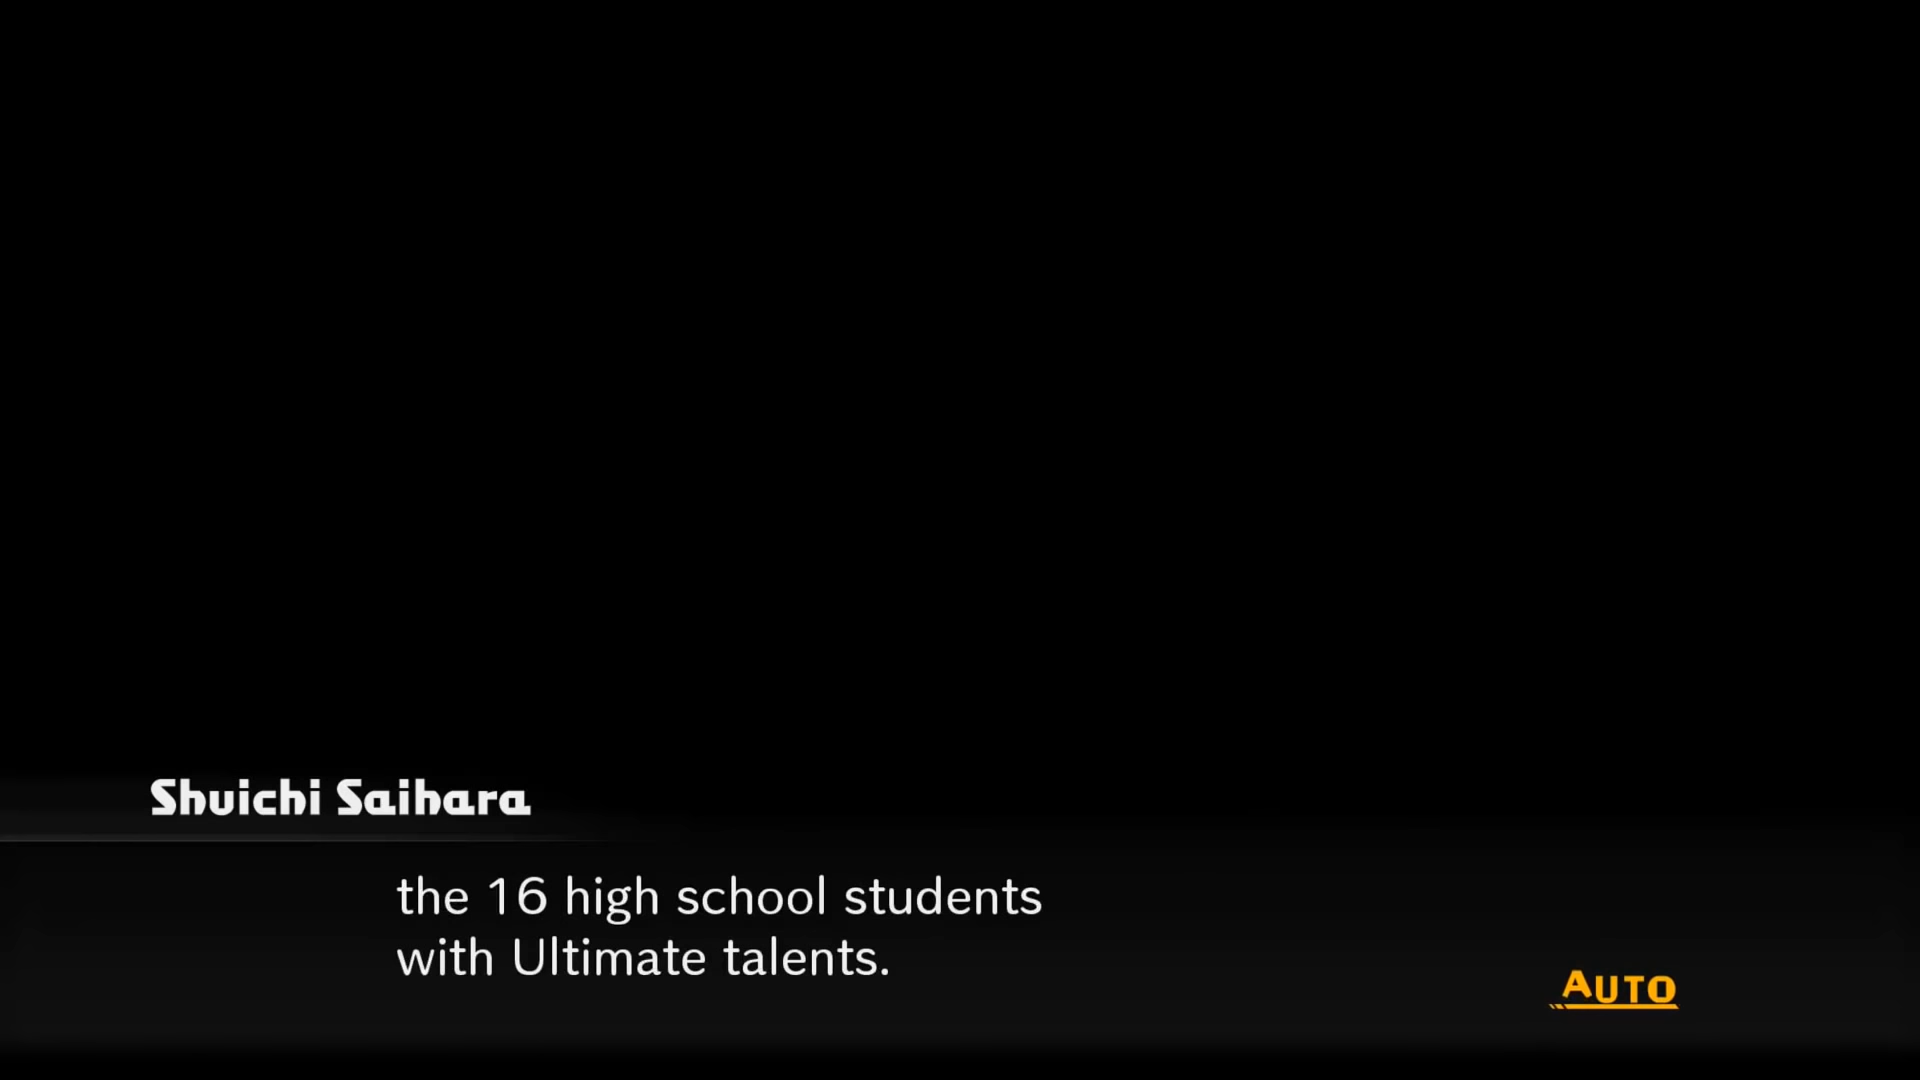 Shuichi Saihara
the 16 high school students
with Ultimate talents.
AUTO